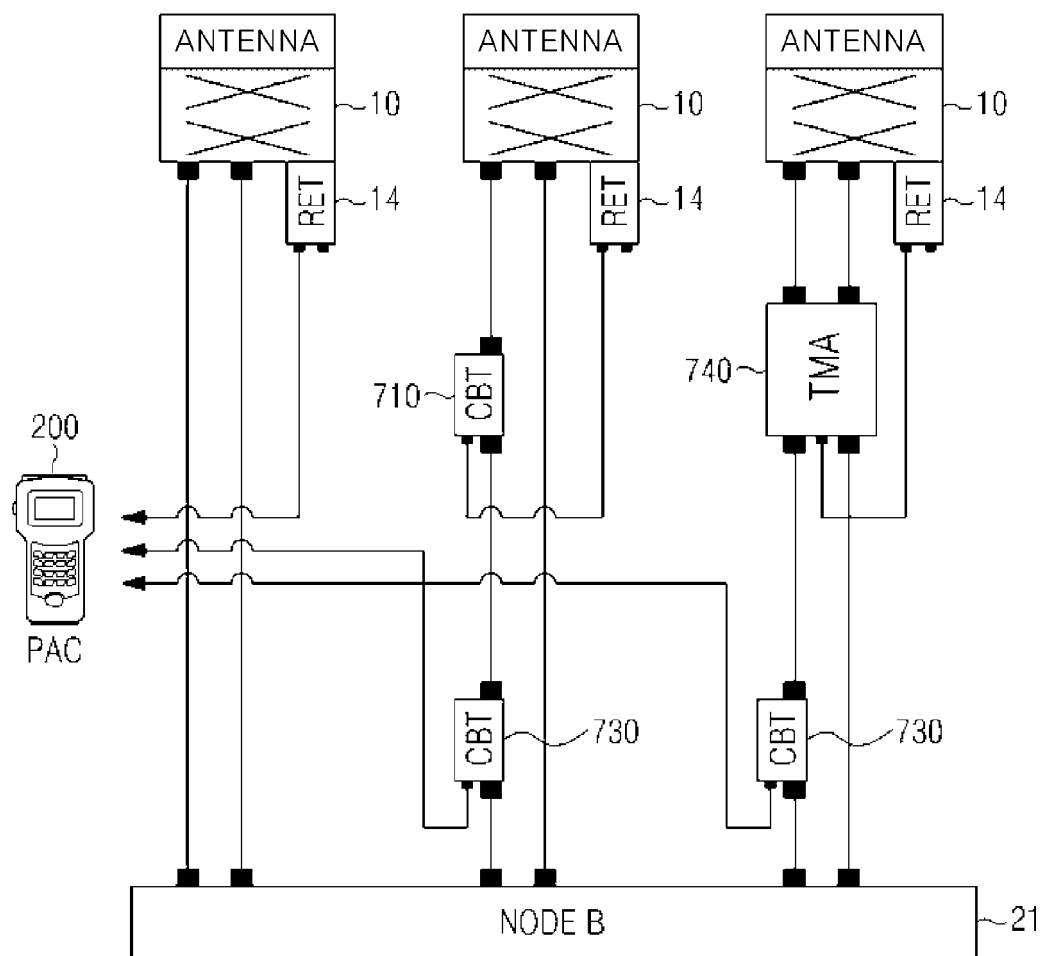 ANTENNA ANTENNA ANTENNA
10 10 10
RET 14 RET 14 RET 14
710 CBT 740 TMA
200
PAC
CBT 730 CBT 730
NODE B 21